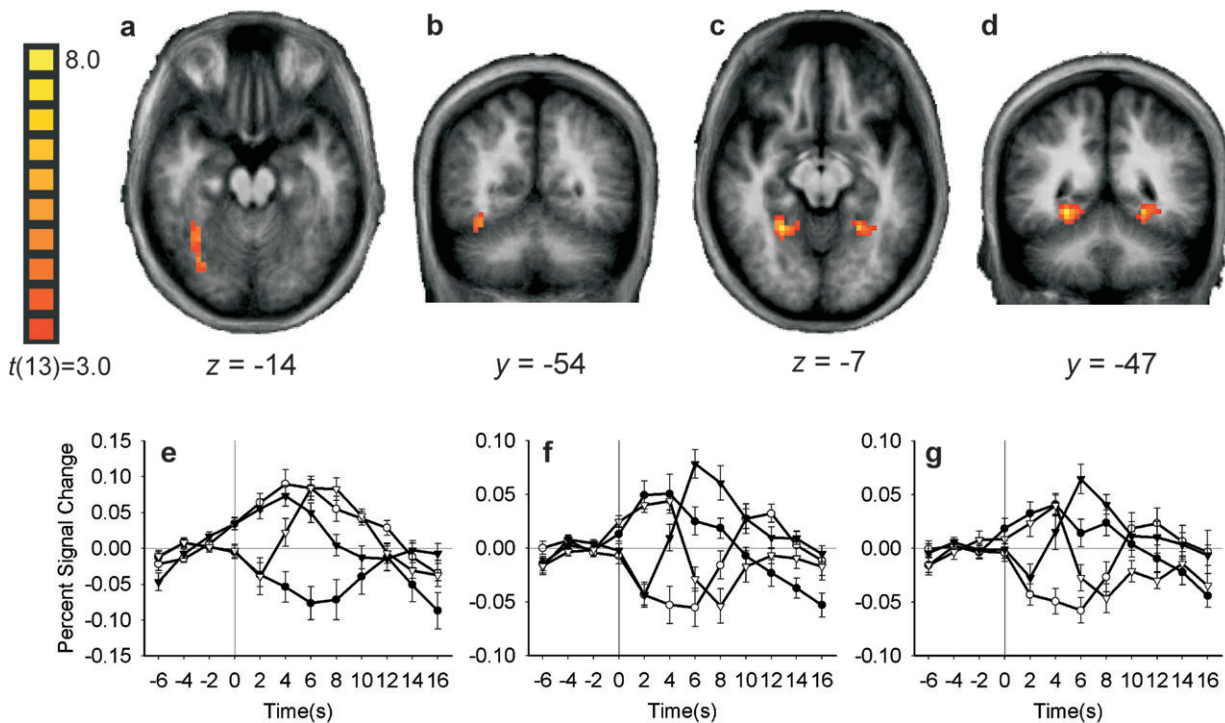 a
b
c
d
8.0
t(13)=3.0
z = -14
y = -54
z = -7
y = -47
Percent Signal Change
e
0.15
0.10
0.05
0.00
-0.05
-0.10
-0.15
-6 -4 -2 0 2 4 6 8 10 12 14 16
Time(s)
f
0.10
0.05
0.00
-0.05
-0.10
-6 -4 -2 0 2 4 6 8 10 12 14 16
Time(s)
g
0.10
0.05
0.00
-0.05
-0.10
-6 -4 -2 0 2 4 6 8 10 12 14 16
Time(s)